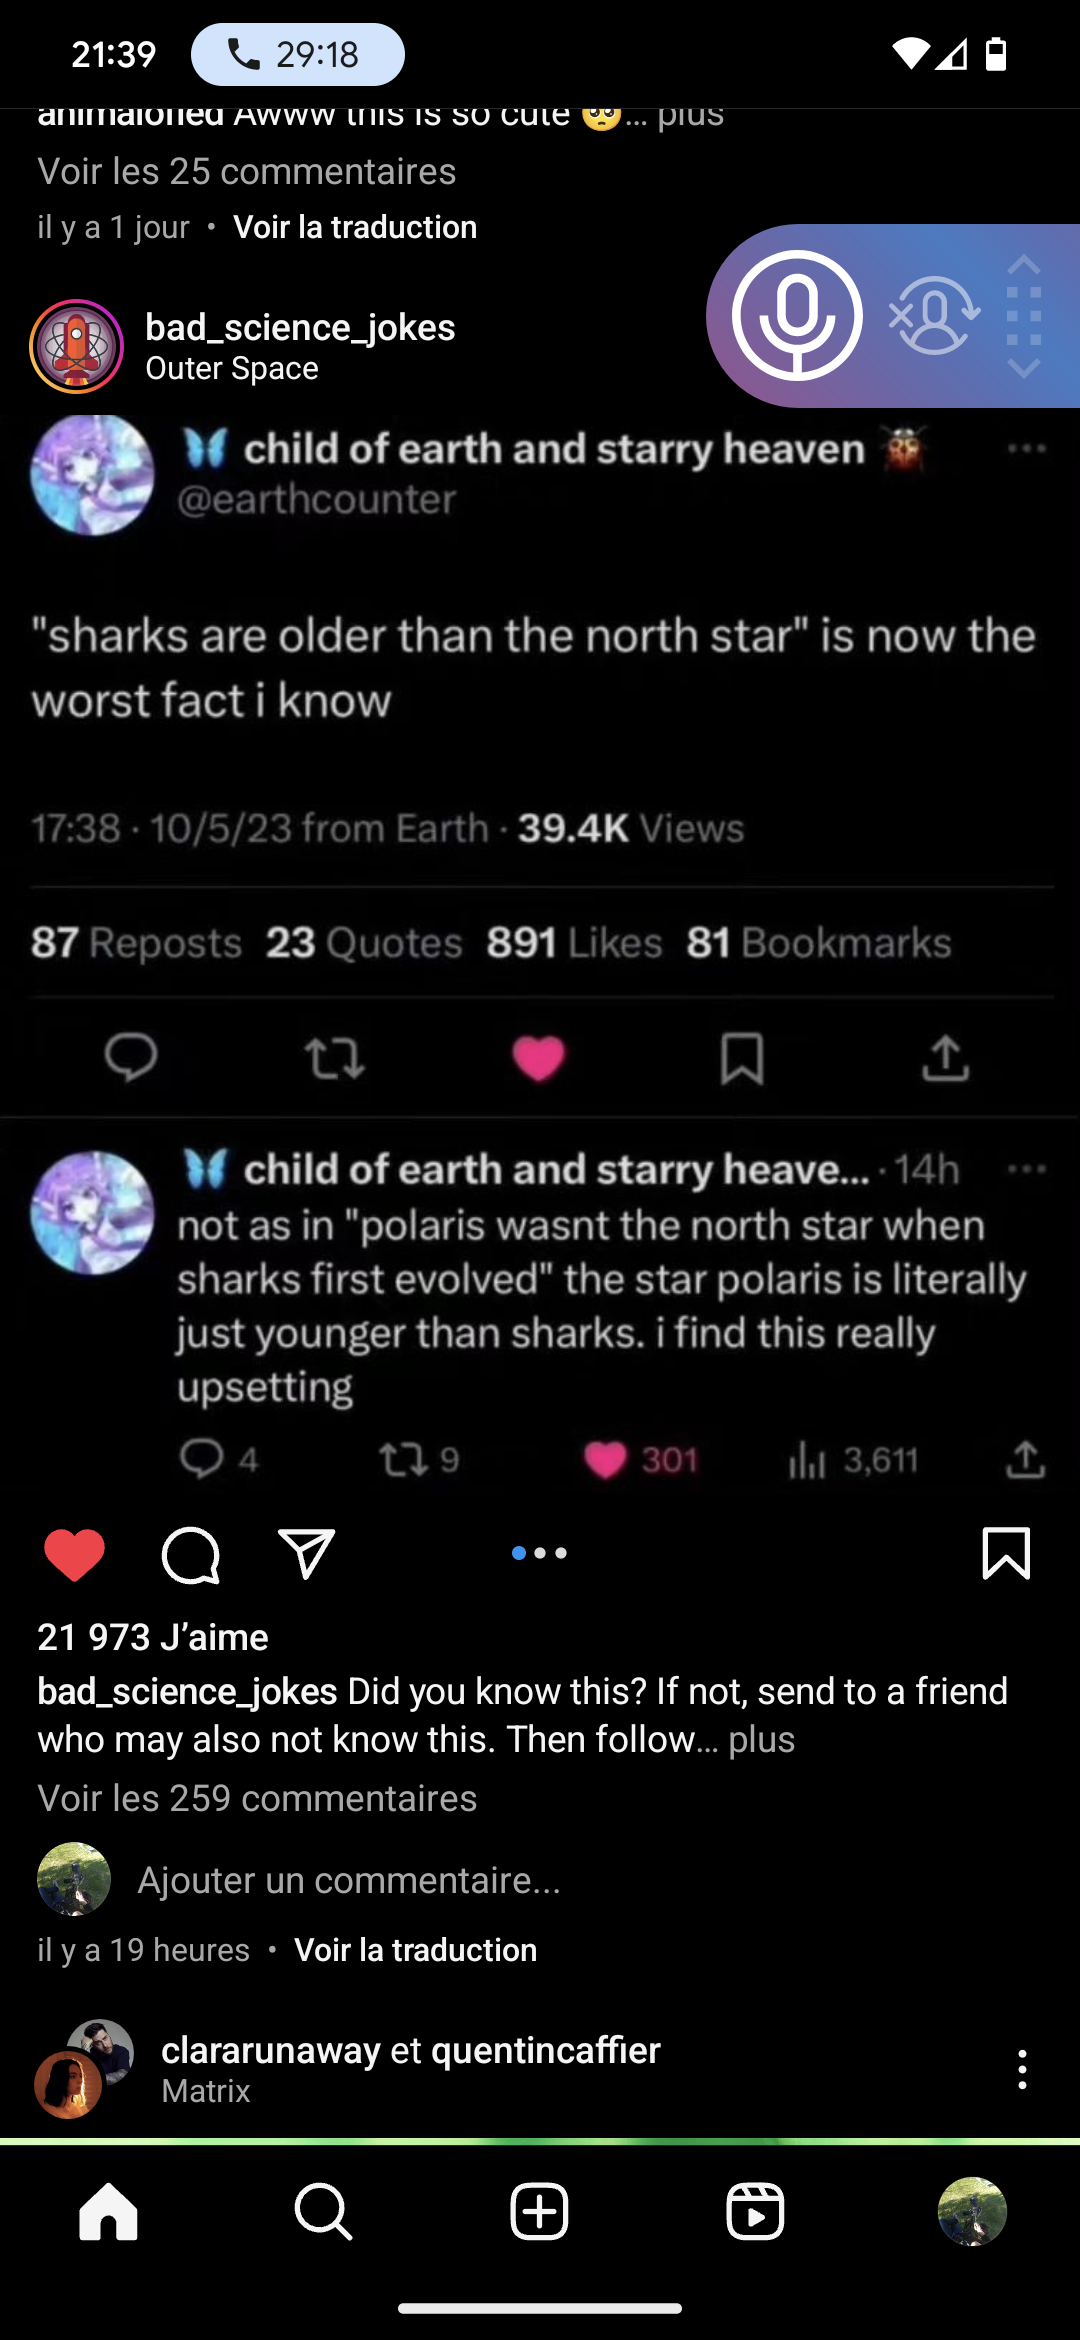 21:39 29:18
animalofied Awww this is so cute 🥺... plus
Voir les 25 commentaires
il y a 1 jour • Voir la traduction
bad_science_jokes
Outer Space
child of earth and starry heaven
@earthcounter
"sharks are older than the north star" is now the
worst fact i know
17:38 · 10/5/23 from Earth · 39.4K Views
87 Reposts 23 Quotes 891 Likes 81 Bookmarks
child of earth and starry heave... · 14h
not as in "polaris wasnt the north star when
sharks first evolved" the star polaris is literally
just younger than sharks. i find this really
upsetting
4 9 301 3,611
21 973 J’aime
bad_science_jokes Did you know this? If not, send to a friend
who may also not know this. Then follow... plus
Voir les 259 commentaires
Ajouter un commentaire...
il y a 19 heures • Voir la traduction
clararunaway et quentincaffier
Matrix